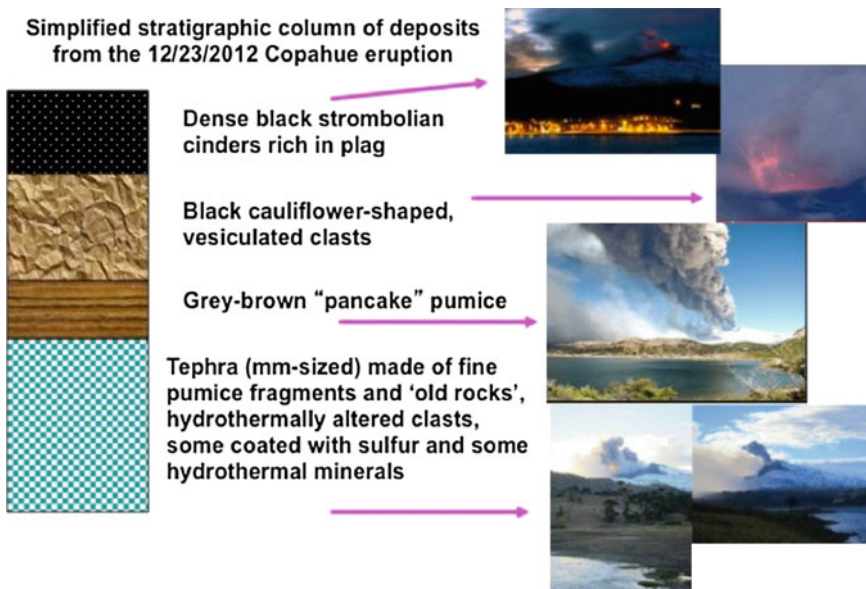 Simplified stratigraphic column of deposits
from the 12/23/2012 Copahue eruption
Dense black strombolian
cinders rich in plag
Black cauliflower-shaped,
vesiculated clasts
Grey-brown “pancake” pumice
Tephra (mm-sized) made of fine
pumice fragments and ‘old rocks’,
hydrothermally altered clasts,
some coated with sulfur and some
hydrothermal minerals